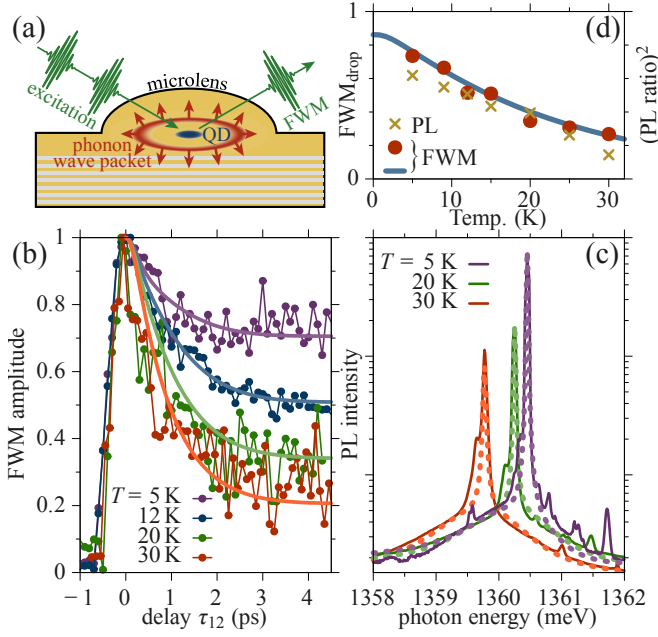 (a)
excitation
microlens
FWM
QD
phonon
wave packet
(d)
FWM_drop
1
0
(PL ratio)²
× PL
} FWM
0 10 20 30
Temp. (K)
(b)
FWM amplitude
1
0.8
0.6
0.4
0.2
0
T = 5 K
12 K
20 K
30 K
−1 0 1 2 3 4
delay τ₁₂ (ps)
(c)
T = 5 K
20 K
30 K
PL intensity
1358 1359 1360 1361 1362
photon energy (meV)